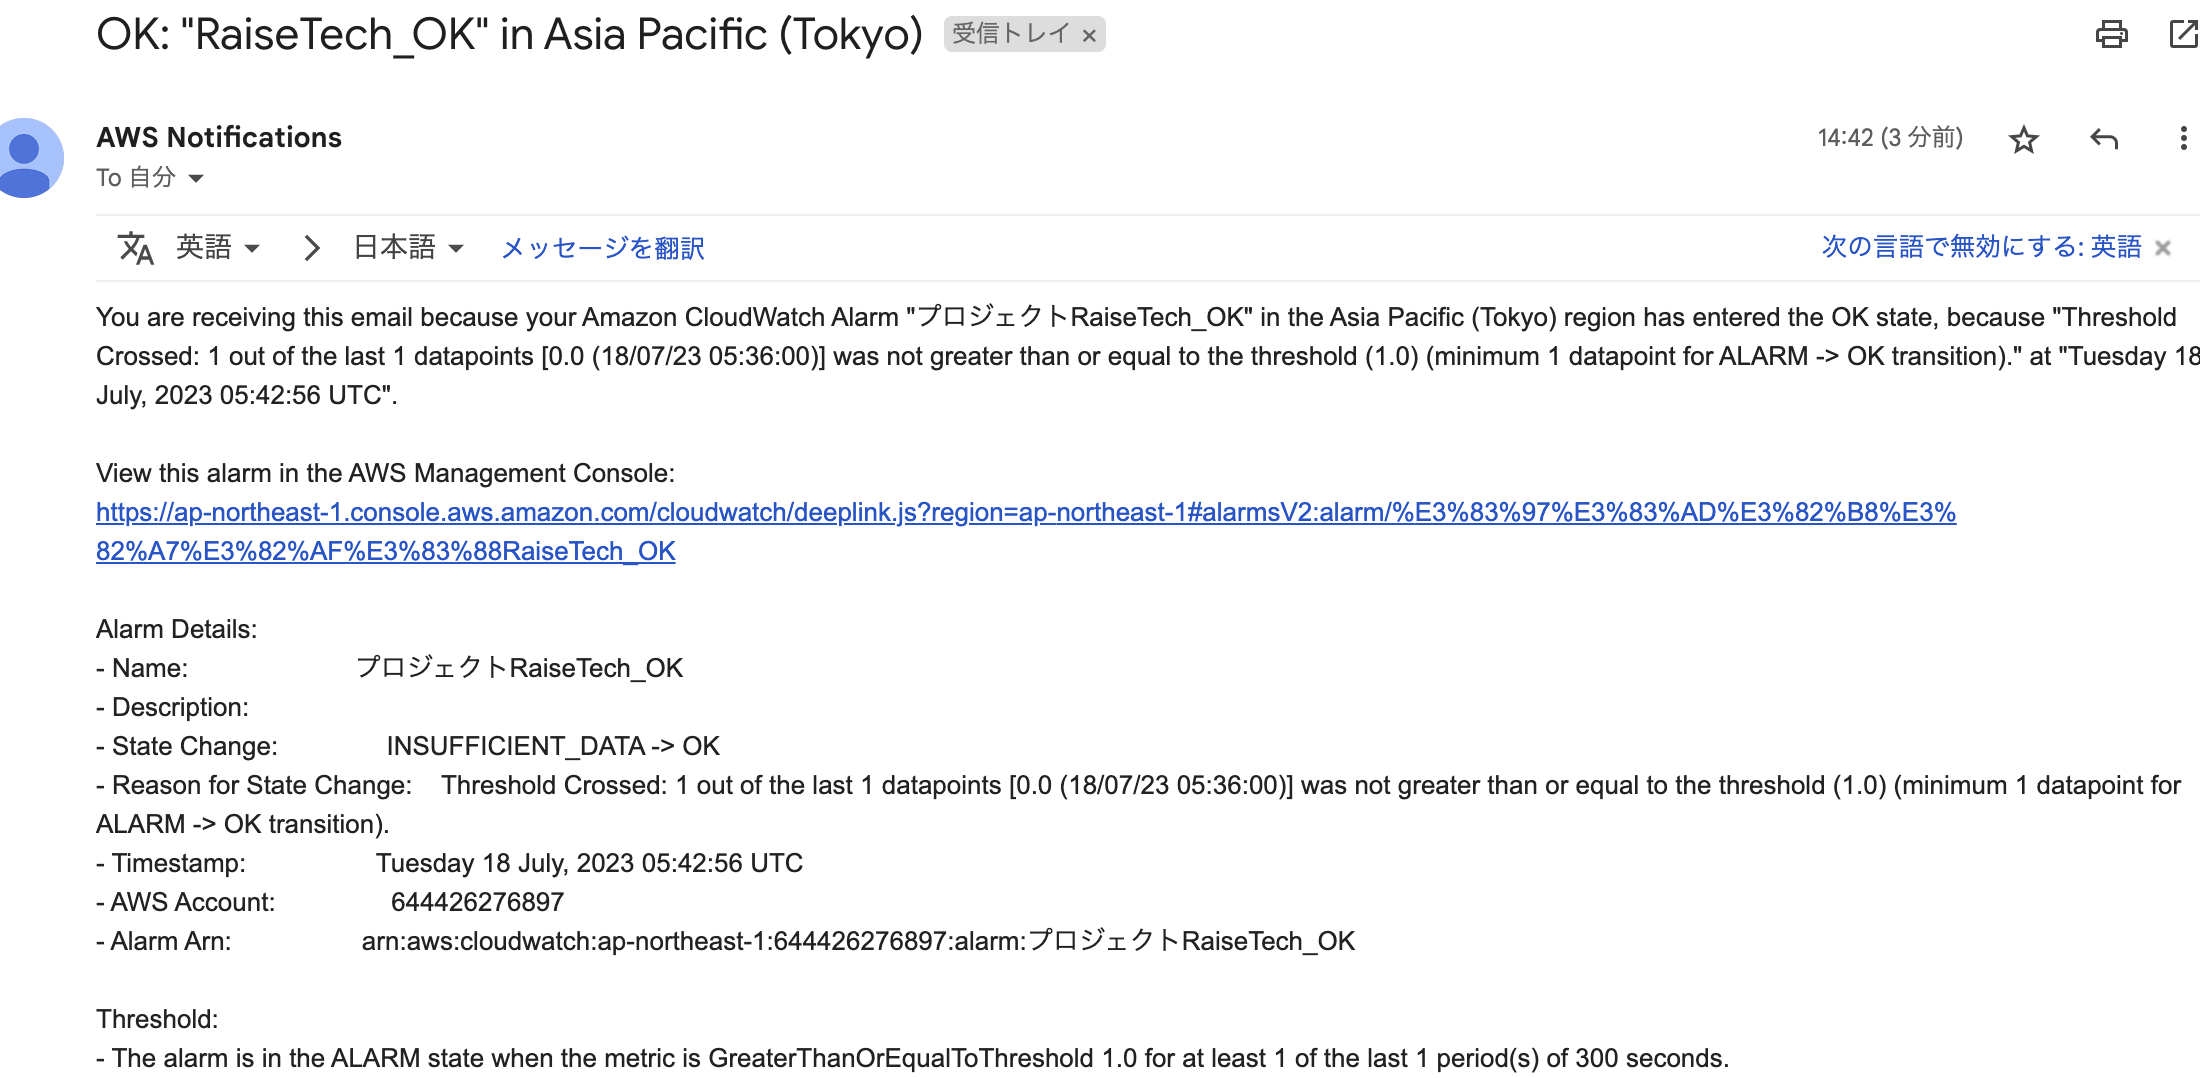 OK: "RaiseTech_OK" in Asia Pacific (Tokyo) 受信トレイ ×
AWS Notifications 14:42 (3 分前)
To 自分
英語 日本語 メッセージを翻訳 次の言語で無効にする: 英語 ×
You are receiving this email because your Amazon CloudWatch Alarm "プロジェクトRaiseTech_OK" in the Asia Pacific (Tokyo) region has entered the OK state, because "Threshold
Crossed: 1 out of the last 1 datapoints [0.0 (18/07/23 05:36:00)] was not greater than or equal to the threshold (1.0) (minimum 1 datapoint for ALARM -> OK transition)." at "Tuesday 18
July, 2023 05:42:56 UTC".
View this alarm in the AWS Management Console:
https://ap-northeast-1.console.aws.amazon.com/cloudwatch/deeplink.js?region=ap-northeast-1#alarmsV2:alarm/%E3%83%97%E3%83%AD%E3%82%B8%E3%
82%A7%E3%82%AF%E3%83%88RaiseTech_OK
Alarm Details:
- Name: プロジェクトRaiseTech_OK
- Description:
- State Change: INSUFFICIENT_DATA -> OK
- Reason for State Change: Threshold Crossed: 1 out of the last 1 datapoints [0.0 (18/07/23 05:36:00)] was not greater than or equal to the threshold (1.0) (minimum 1 datapoint for
ALARM -> OK transition).
- Timestamp: Tuesday 18 July, 2023 05:42:56 UTC
- AWS Account: 644426276897
- Alarm Arn: arn:aws:cloudwatch:ap-northeast-1:644426276897:alarm:プロジェクトRaiseTech_OK
Threshold:
- The alarm is in the ALARM state when the metric is GreaterThanOrEqualToThreshold 1.0 for at least 1 of the last 1 period(s) of 300 seconds.